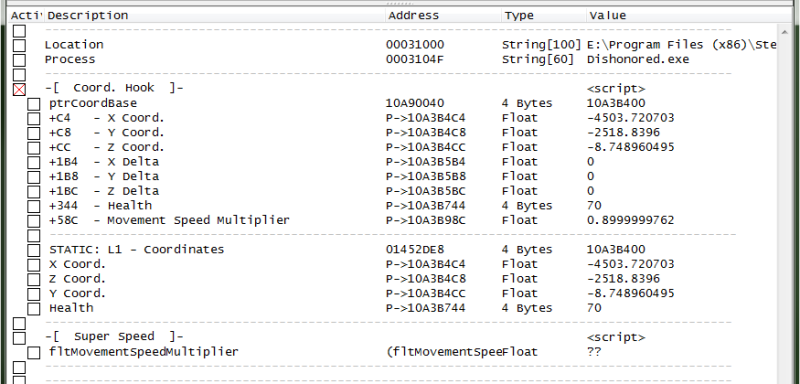 Acti Description Address Type Value
Location 00031000 String[100] E:\Program Files (x86)\Ste
Process 0003104F String[60] Dishonored.exe
-[ Coord. Hook ]- <script>
ptrCoordBase 10A90040 4 Bytes 10A3B400
+C4 - X Coord. P->10A3B4C4 Float -4503.720703
+C8 - Y Coord. P->10A3B4C8 Float -2518.8396
+CC - Z Coord. P->10A3B4CC Float -8.748960495
+1B4 - X Delta P->10A3B5B4 Float 0
+1B8 - Y Delta P->10A3B5B8 Float 0
+1BC - Z Delta P->10A3B5BC Float 0
+344 - Health P->10A3B744 4 Bytes 70
+58C - Movement Speed Multiplier P->10A3B98C Float 0.8999999762
STATIC: L1 - Coordinates 01452DE8 4 Bytes 10A3B400
X Coord. P->10A3B4C4 Float -4503.720703
Z Coord. P->10A3B4C8 Float -2518.8396
Y Coord. P->10A3B4CC Float -8.748960495
Health P->10A3B744 4 Bytes 70
-[ Super Speed ]- <script>
fltMovementSpeedMultiplier (fltMovementSpee Float ??